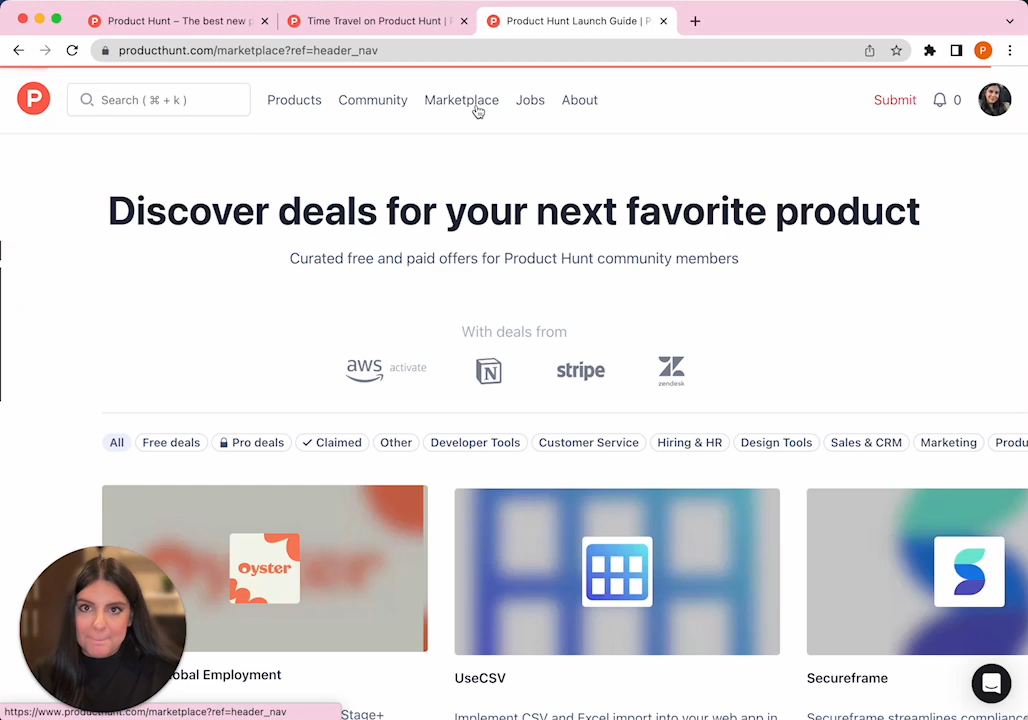 Product Hunt – The best new p
Time Travel on Product Hunt |
Product Hunt Launch Guide | P
producthunt.com/marketplace?ref=header_nav
P
P
Search ( ⌘ + k )
Products
Community
Marketplace
Jobs
About
Submit
0
Discover deals for your next favorite product
Curated free and paid offers for Product Hunt community members
With deals from
aws activate
N
stripe
zendesk
All
Free deals
Pro deals
Claimed
Other
Developer Tools
Customer Service
Hiring & HR
Design Tools
Sales & CRM
Marketing
Produ
Oyster
obal Employment
UseCSV
Secureframe
Stage+
Implement CSV and Excel import into your web app in
Secureframe streamlines compliance
https://www.producthunt.com/marketplace?ref=header_nav